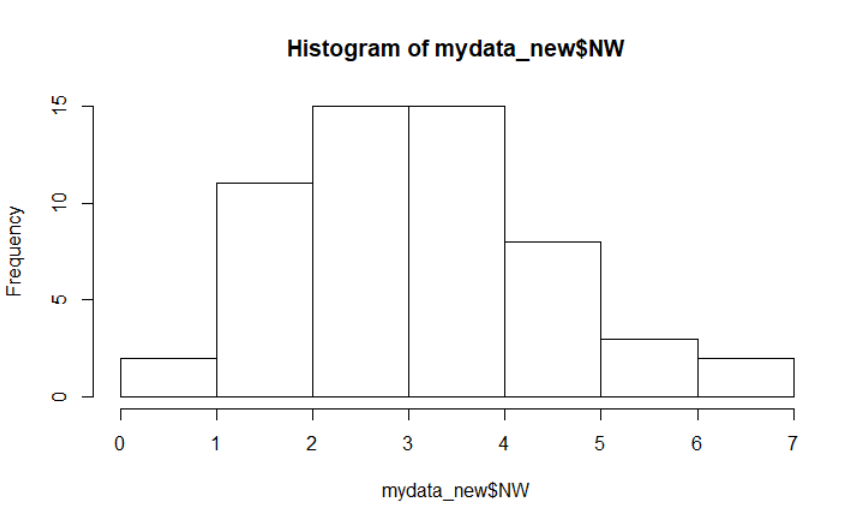 Histogram of mydata_new$NW
15
10
5
0
Frequency
0 1 2 3 4 5 6 7
mydata_new$NW